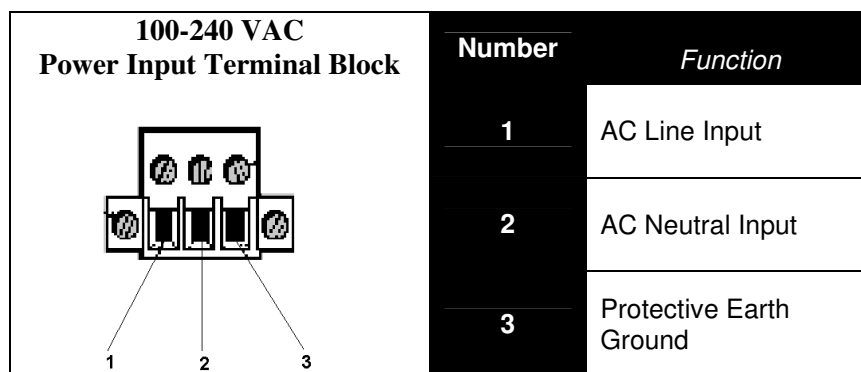 100-240 VAC
Power Input Terminal Block
1 2 3
Number Function
1 AC Line Input
2 AC Neutral Input
3 Protective Earth
Ground